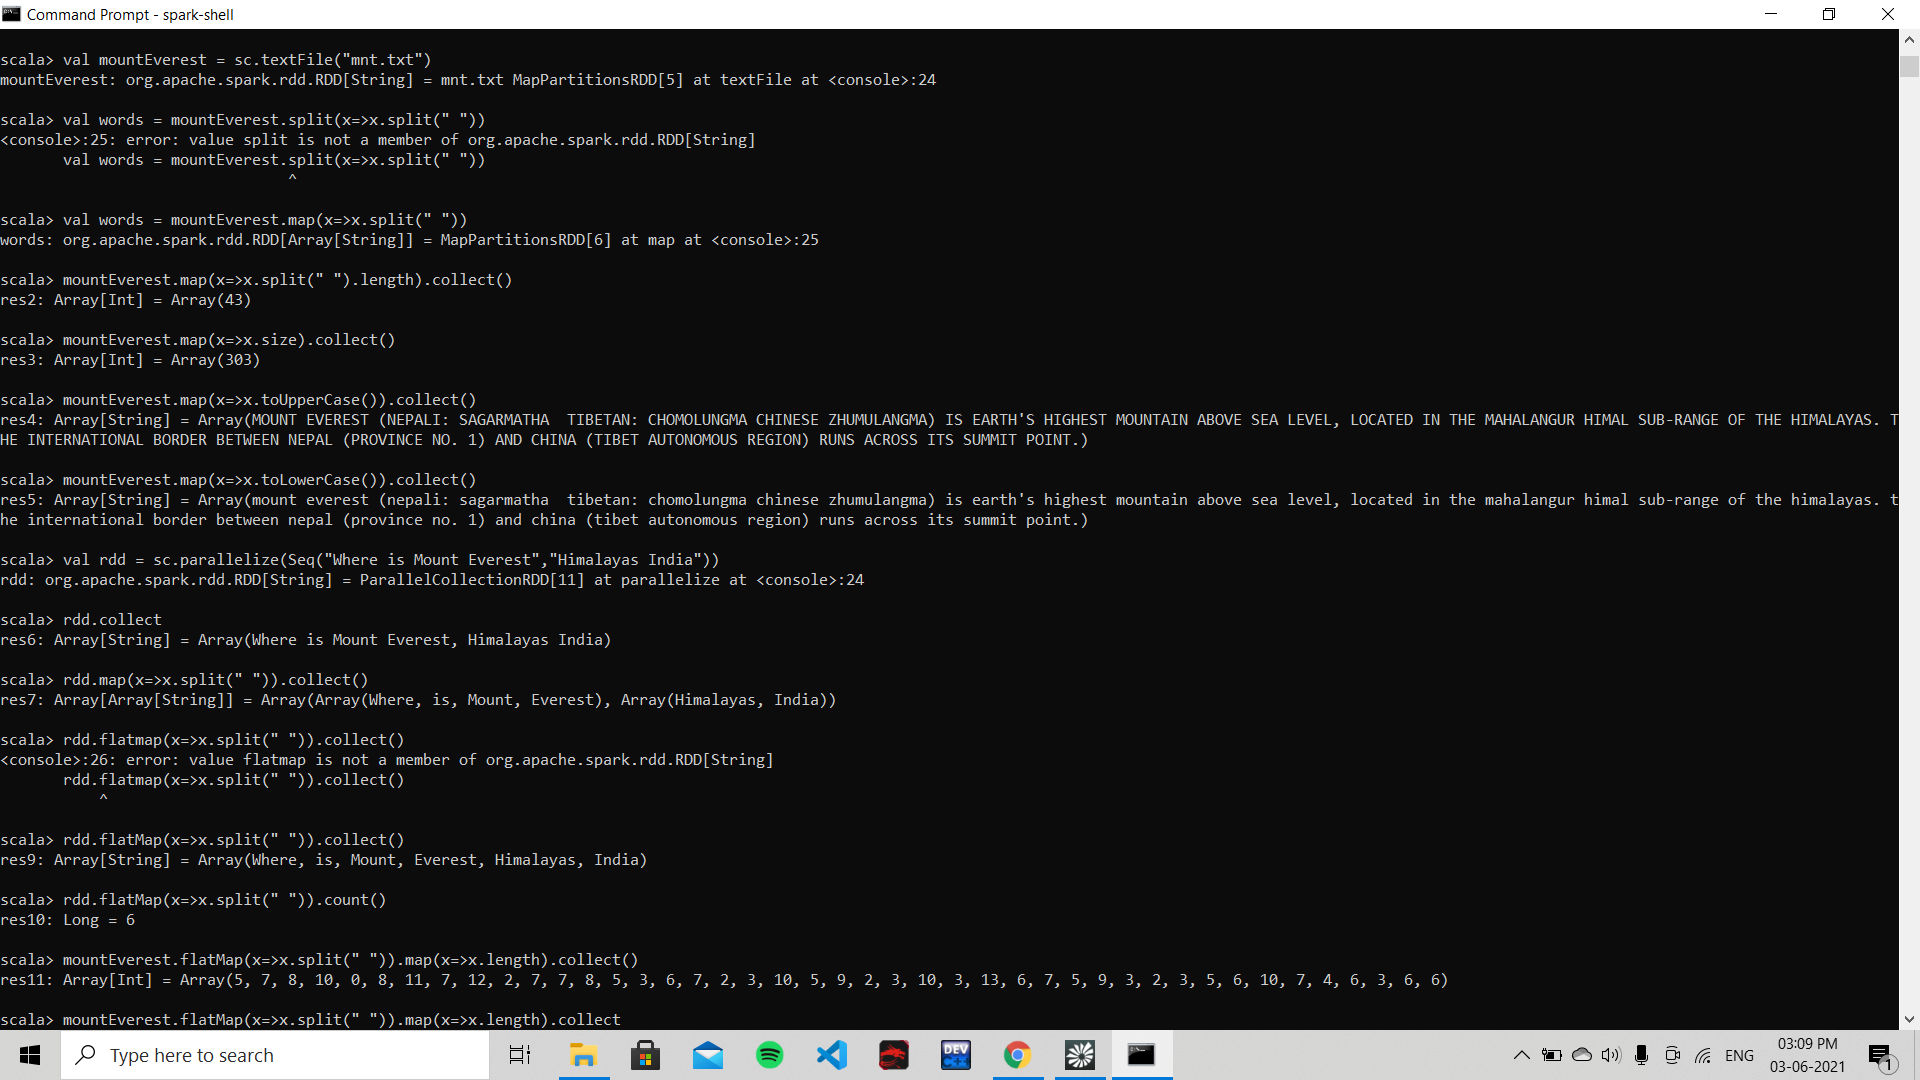 Command Prompt - spark-shell
scala> val mountEverest = sc.textFile("mnt.txt")
mountEverest: org.apache.spark.rdd.RDD[String] = mnt.txt MapPartitionsRDD[5] at textFile at <console>:24
scala> val words = mountEverest.split(x=>x.split(" "))
<console>:25: error: value split is not a member of org.apache.spark.rdd.RDD[String]
       val words = mountEverest.split(x=>x.split(" "))
                                ^
scala> val words = mountEverest.map(x=>x.split(" "))
words: org.apache.spark.rdd.RDD[Array[String]] = MapPartitionsRDD[6] at map at <console>:25
scala> mountEverest.map(x=>x.split(" ").length).collect()
res2: Array[Int] = Array(43)
scala> mountEverest.map(x=>x.size).collect()
res3: Array[Int] = Array(303)
scala> mountEverest.map(x=>x.toUpperCase()).collect()
res4: Array[String] = Array(MOUNT EVEREST (NEPALI: SAGARMATHA  TIBETAN: CHOMOLUNGMA CHINESE ZHUMULANGMA) IS EARTH'S HIGHEST MOUNTAIN ABOVE SEA LEVEL, LOCATED IN THE MAHALANGUR HIMAL SUB-RANGE OF THE HIMALAYAS. T
HE INTERNATIONAL BORDER BETWEEN NEPAL (PROVINCE NO. 1) AND CHINA (TIBET AUTONOMOUS REGION) RUNS ACROSS ITS SUMMIT POINT.)
scala> mountEverest.map(x=>x.toLowerCase()).collect()
res5: Array[String] = Array(mount everest (nepali: sagarmatha  tibetan: chomolungma chinese zhumulangma) is earth's highest mountain above sea level, located in the mahalangur himal sub-range of the himalayas. t
he international border between nepal (province no. 1) and china (tibet autonomous region) runs across its summit point.)
scala> val rdd = sc.parallelize(Seq("Where is Mount Everest","Himalayas India"))
rdd: org.apache.spark.rdd.RDD[String] = ParallelCollectionRDD[11] at parallelize at <console>:24
scala> rdd.collect
res6: Array[String] = Array(Where is Mount Everest, Himalayas India)
scala> rdd.map(x=>x.split(" ")).collect()
res7: Array[Array[String]] = Array(Array(Where, is, Mount, Everest), Array(Himalayas, India))
scala> rdd.flatmap(x=>x.split(" ")).collect()
<console>:26: error: value flatmap is not a member of org.apache.spark.rdd.RDD[String]
       rdd.flatmap(x=>x.split(" ")).collect()
           ^
scala> rdd.flatMap(x=>x.split(" ")).collect()
res9: Array[String] = Array(Where, is, Mount, Everest, Himalayas, India)
scala> rdd.flatMap(x=>x.split(" ")).count()
res10: Long = 6
scala> mountEverest.flatMap(x=>x.split(" ")).map(x=>x.length).collect()
res11: Array[Int] = Array(5, 7, 8, 10, 0, 8, 11, 7, 12, 2, 7, 7, 8, 5, 3, 6, 7, 2, 3, 10, 5, 9, 2, 3, 10, 3, 13, 6, 7, 5, 9, 3, 2, 3, 5, 6, 10, 7, 4, 6, 3, 6, 6)
scala> mountEverest.flatMap(x=>x.split(" ")).map(x=>x.length).collect
Type here to search
DEV
C++
ENG
03:09 PM
03-06-2021
1